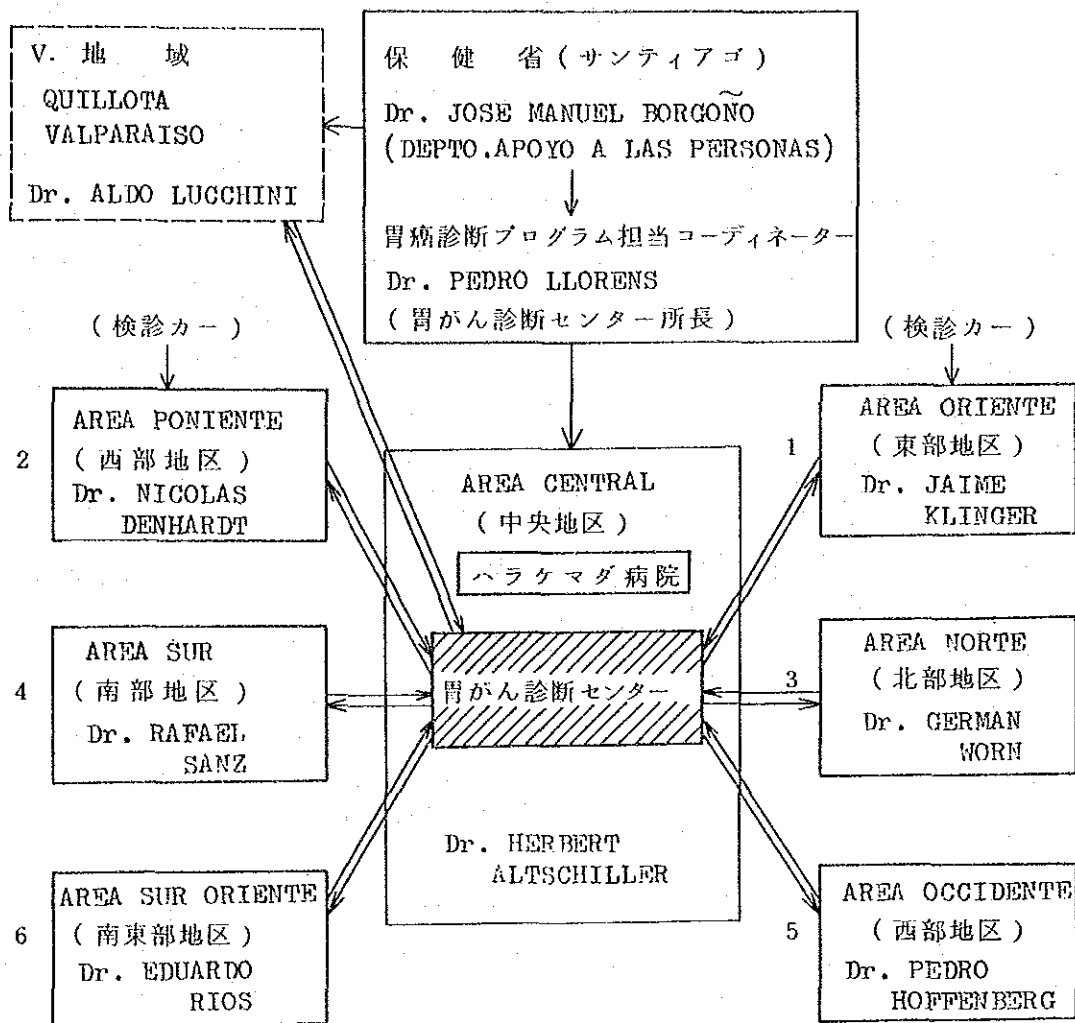 V. 地 域
QUILLOTA
VALPARAISO
Dr. ALDO LUCCHINI
保 健 省 ( サンティアゴ )
Dr. JOSE MANUEL BORGOÑO
(DEPTO.APOYO A LAS PERSONAS)
胃癌診断プログラム担当コーディネーター
Dr. PEDRO LLORENS
( 胃がん診断センター所長 )
( 検診カー )
( 検診カー )
2
AREA PONIENTE
( 西部地区 )
Dr. NICOLAS
DENHARDT
AREA CENTRAL
( 中央地区 )
ハラケマダ病院
胃がん診断センター
Dr. HERBERT
ALTSCHILLER
1
AREA ORIENTE
( 東部地区 )
Dr. JAIME
KLINGER
4
AREA SUR
( 南部地区 )
Dr. RAFAEL
SANZ
3
AREA NORTE
( 北部地区 )
Dr. GERMAN
WORN
6
AREA SUR ORIENTE
( 南東部地区 )
Dr. EDUARDO
RIOS
5
AREA OCCIDENTE
( 西部地区 )
Dr. PEDRO
HOFFENBERG